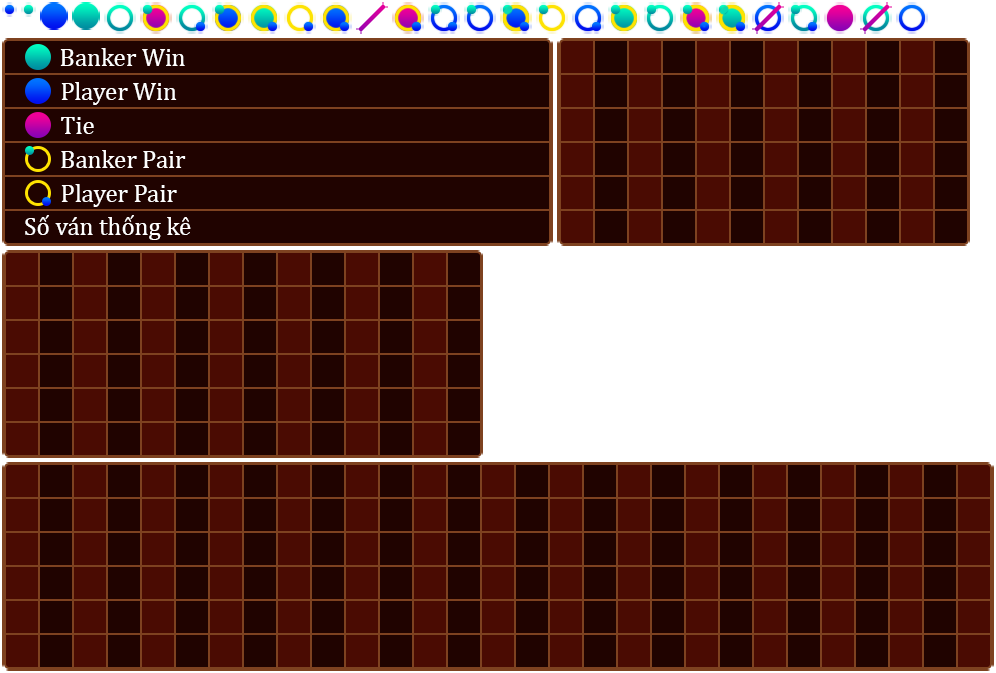 Banker Win
Player Win
Tie
Banker Pair
Player Pair
Số ván thống kê